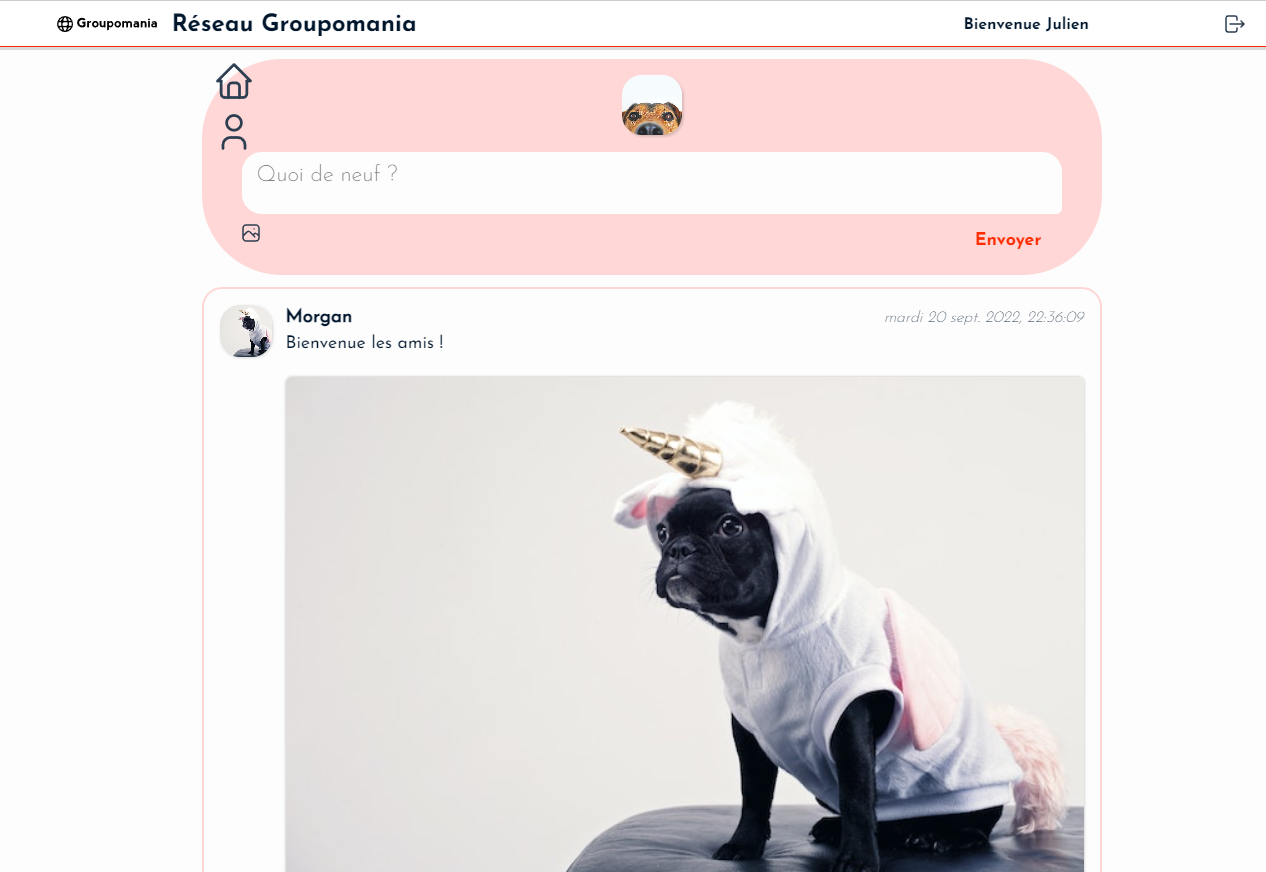 Groupomania Réseau Groupomania Bienvenue Julien
Quoi de neuf ?
Envoyer
Morgan mardi 20 sept. 2022, 22:36:09
Bienvenue les amis !